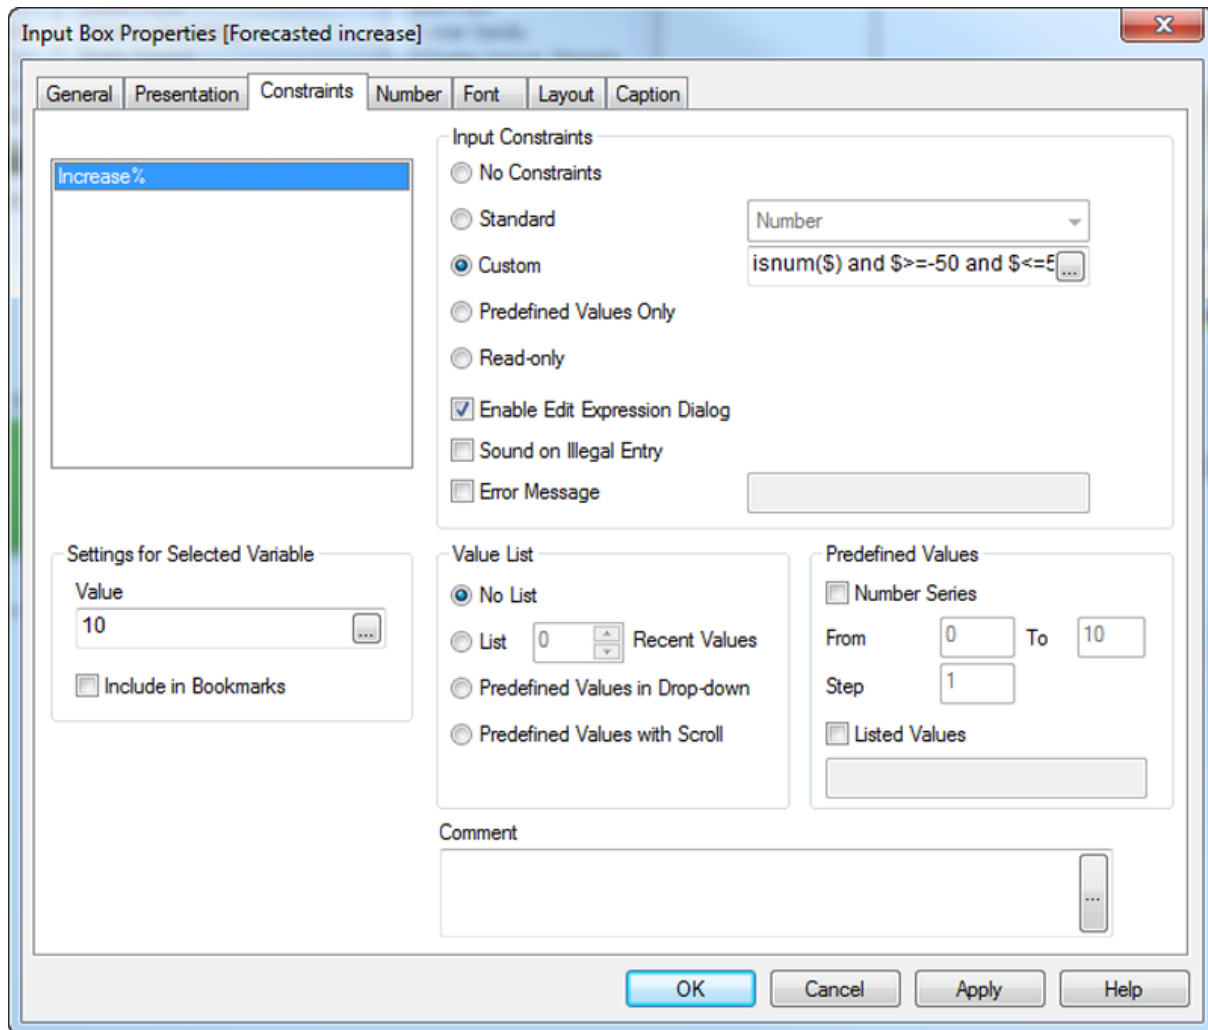 Input Box Properties [Forecasted increase]
General Presentation Constraints Number Font Layout Caption
Increase%
Input Constraints
No Constraints
Standard Number
Custom isnum($) and $>=-50 and $<=5 ...
Predefined Values Only
Read-only
Enable Edit Expression Dialog
Sound on Illegal Entry
Error Message
Settings for Selected Variable
Value
10 ...
Include in Bookmarks
Value List
No List
List 0 Recent Values
Predefined Values in Drop-down
Predefined Values with Scroll
Predefined Values
Number Series
From 0 To 10
Step 1
Listed Values
Comment
...
OK Cancel Apply Help